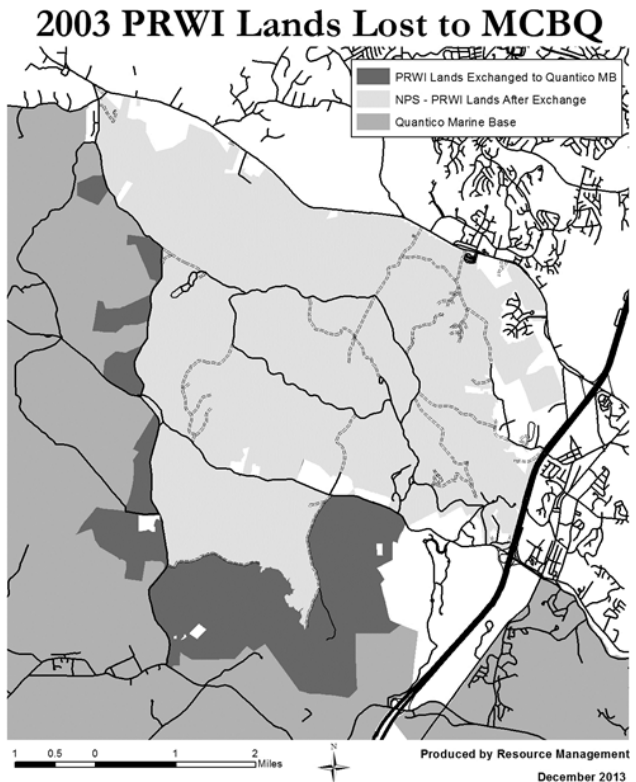 2003 PRWI Lands Lost to MCBQ
PRWI Lands Exchanged to Quantico MB
NPS - PRWI Lands After Exchange
Quantico Marine Base
1 0.5 0 1 2
Miles
N
Produced by Resource Management
December 2013